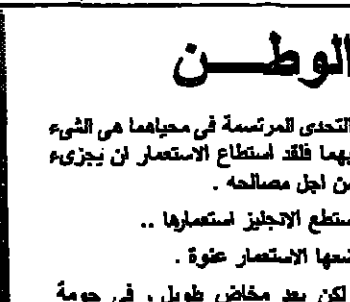 الوطـــن
التحدى المرتسمة فى محياهما هى الشىء
بهما فلقد استطاع الاستعمار ان يجزىء
من اجل مصالحه .
ستطع الانجليز استعمارها ..
ضعها الاستعمار عنوة .
لكن بعد مخاض طويل ، فى حومة